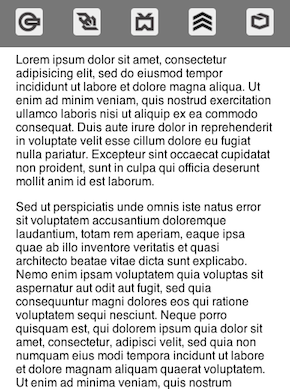 Lorem ipsum dolor sit amet, consectetur
adipisicing elit, sed do eiusmod tempor
incididunt ut labore et dolore magna aliqua. Ut
enim ad minim veniam, quis nostrud exercitation
ullamco laboris nisi ut aliquip ex ea commodo
consequat. Duis aute irure dolor in reprehenderit
in voluptate velit esse cillum dolore eu fugiat
nulla pariatur. Excepteur sint occaecat cupidatat
non proident, sunt in culpa qui officia deserunt
mollit anim id est laborum.
Sed ut perspiciatis unde omnis iste natus error
sit voluptatem accusantium doloremque
laudantium, totam rem aperiam, eaque ipsa
quae ab illo inventore veritatis et quasi
architecto beatae vitae dicta sunt explicabo.
Nemo enim ipsam voluptatem quia voluptas sit
aspernatur aut odit aut fugit, sed quia
consequuntur magni dolores eos qui ratione
voluptatem sequi nesciunt. Neque porro
quisquam est, qui dolorem ipsum quia dolor sit
amet, consectetur, adipisci velit, sed quia non
numquam eius modi tempora incidunt ut labore
et dolore magnam aliquam quaerat voluptatem.
Ut enim ad minima veniam, quis nostrum